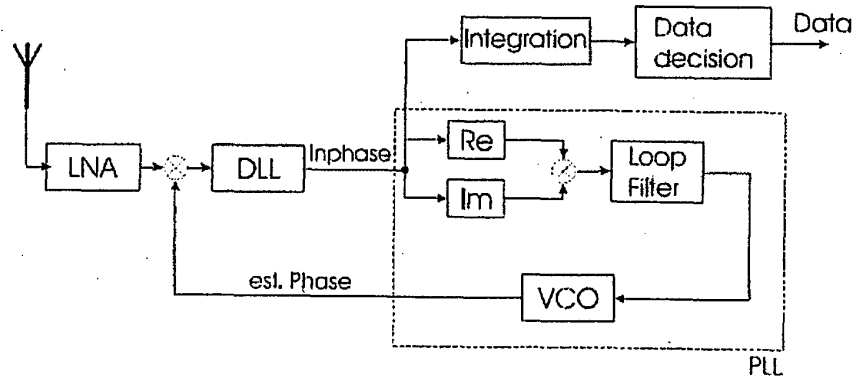 Integration
Data
decision
Data
LNA
DLL
Inphase
Re
Im
Loop
Filter
est. Phase
VCO
PLL